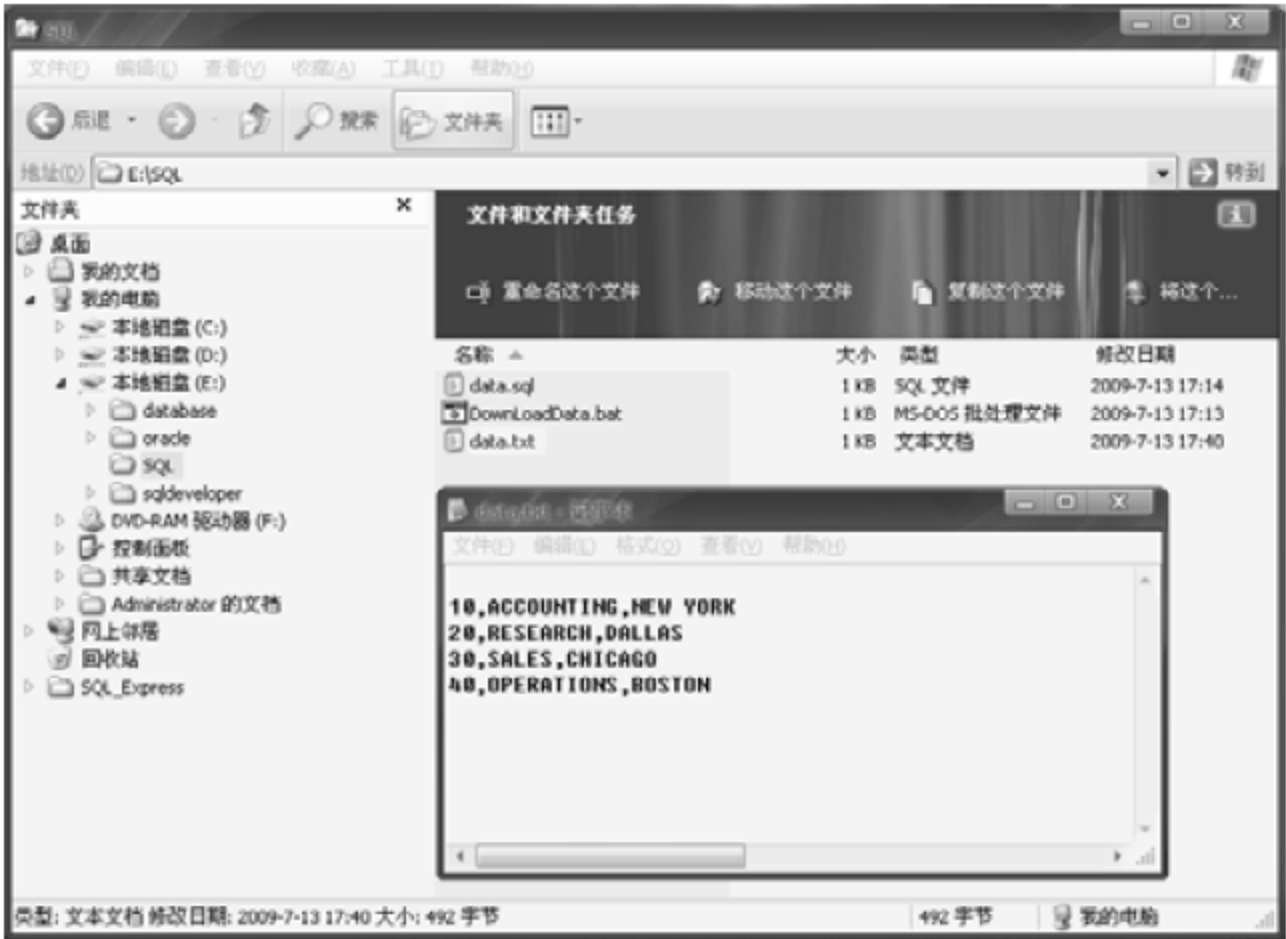 SQL
文件(F) 编辑(E) 查看(V) 收藏(A) 工具(T) 帮助(H)
后退 搜索 文件夹
地址(D) E:\SQL 转到
文件夹
桌面
我的文档
我的电脑
本地磁盘 (C:)
本地磁盘 (D:)
本地磁盘 (E:)
database
oracle
SQL
sqldeveloper
DVD-RAM 驱动器 (F:)
控制面板
共享文档
Administrator 的文档
网上邻居
回收站
SQL_Express
文件和文件夹任务
重命名这个文件 移动这个文件 复制这个文件 将这个...
名称 大小 类型 修改日期
data.sql 1 KB SQL 文件 2009-7-13 17:14
DownLoadData.bat 1 KB MS-DOS 批处理文件 2009-7-13 17:13
data.txt 1 KB 文本文档 2009-7-13 17:40
data.txt - 记事本
文件(F) 编辑(E) 格式(O) 查看(V) 帮助(H)
10,ACCOUNTING,NEW YORK
20,RESEARCH,DALLAS
30,SALES,CHICAGO
40,OPERATIONS,BOSTON
类型: 文本文档 修改日期: 2009-7-13 17:40 大小: 492 字节 492 字节 我的电脑